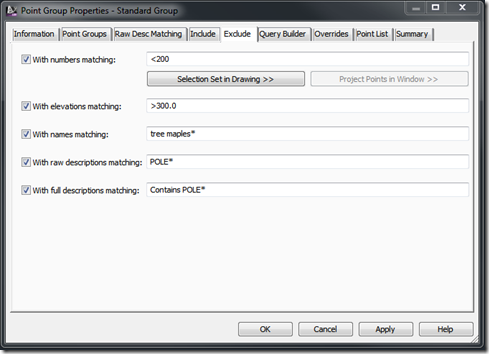 Point Group Properties - Standard Group
Information Point Groups Raw Desc Matching Include Exclude Query Builder Overrides Point List Summary
With numbers matching: <200
Selection Set in Drawing >> Project Points in Window >>
With elevations matching: >300.0
With names matching: tree maples*
With raw descriptions matching: POLE*
With full descriptions matching: Contains POLE*
OK Cancel Apply Help